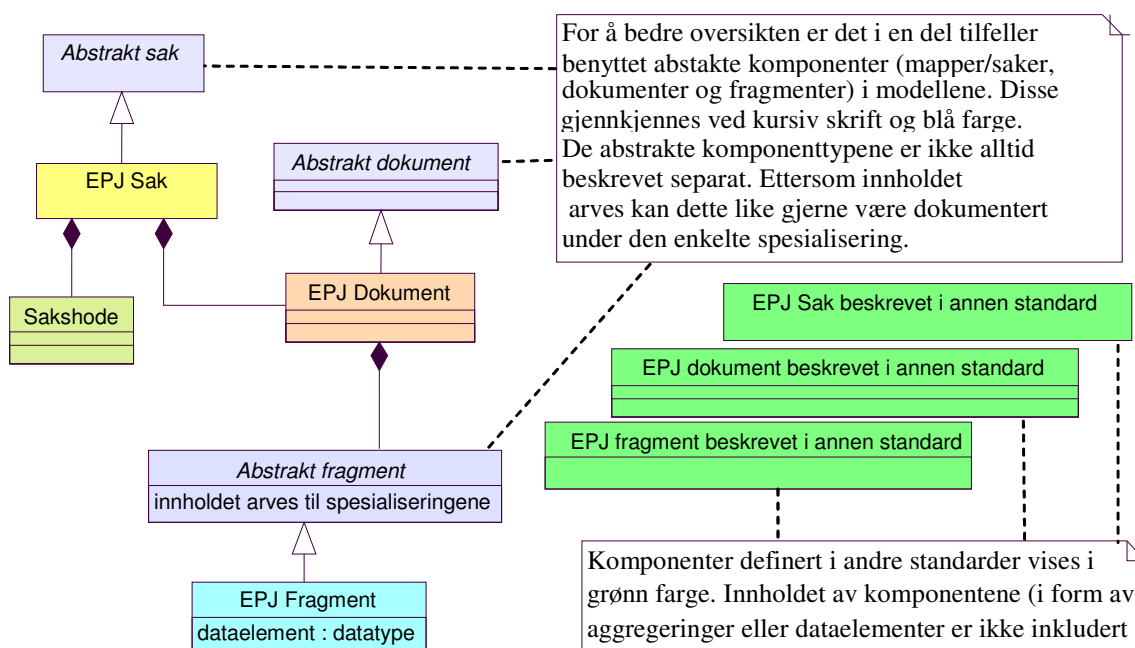 Abstrakt sak
For å bedre oversikten er det i en del tilfeller
benyttet abstakte komponenter (mapper/saker,
dokumenter og fragmenter) i modellene. Disse
gjennkjennes ved kursiv skrift og blå farge.
De abstrakte komponenttypene er ikke alltid
beskrevet separat. Ettersom innholdet
arves kan dette like gjerne være dokumentert
under den enkelte spesialisering.
Abstrakt dokument
EPJ Sak
Sakshode
EPJ Dokument
EPJ Sak beskrevet i annen standard
EPJ dokument beskrevet i annen standard
EPJ fragment beskrevet i annen standard
Abstrakt fragment
innholdet arves til spesialiseringene
EPJ Fragment
dataelement : datatype
Komponenter definert i andre standarder vises i
grønn farge. Innholdet av komponentene (i form av
aggregeringer eller dataelementer er ikke inkludert